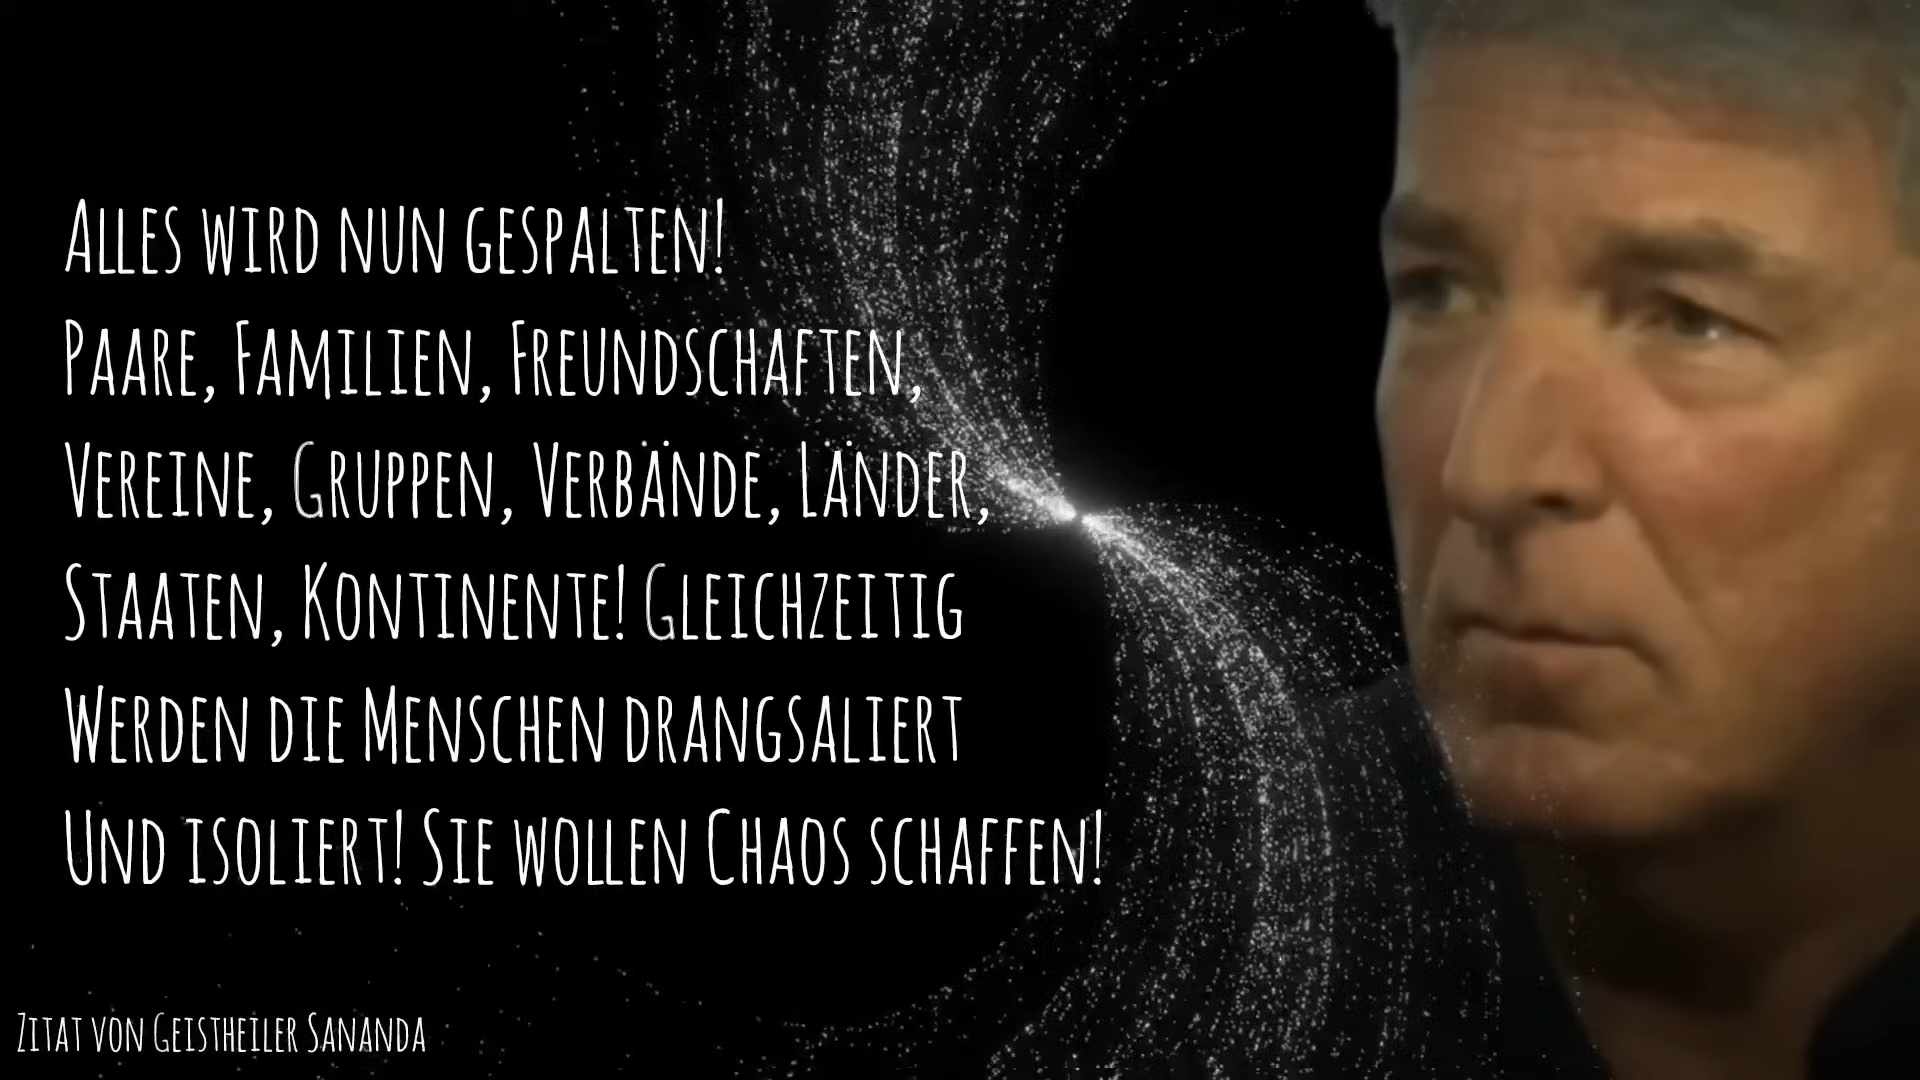 Alles wird nun gespalten!
Paare, Familien, Freundschaften,
Vereine, Gruppen, Verbände, Länder,
Staaten, Kontinente! Gleichzeitig
Werden die Menschen drangsaliert
Und isoliert! Sie wollen Chaos schaffen!
Zitat von Geistheiler Sananda